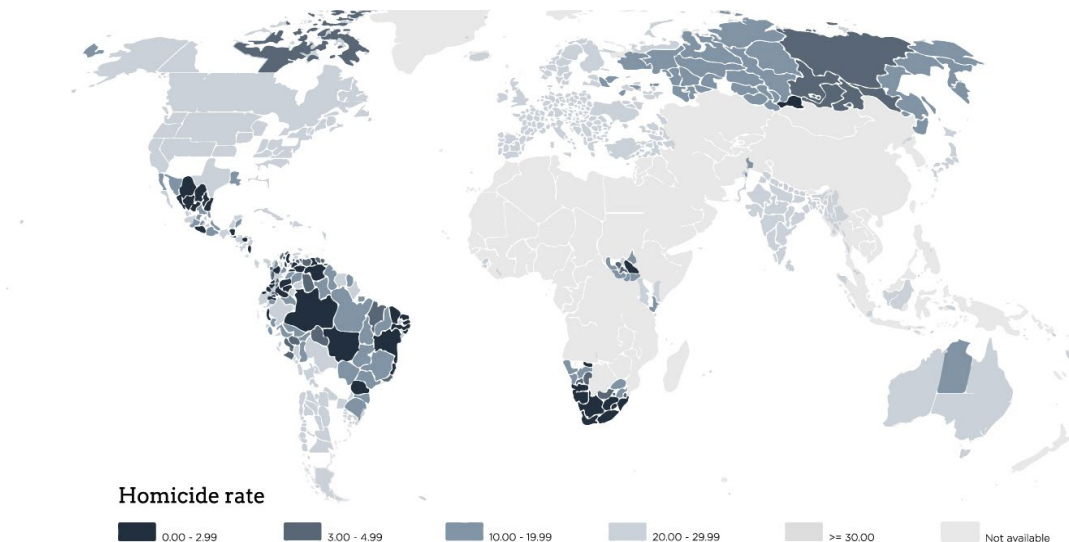 Homicide rate
0.00 - 2.99
3.00 - 4.99
10.00 - 19.99
20.00 - 29.99
>= 30.00
Not available